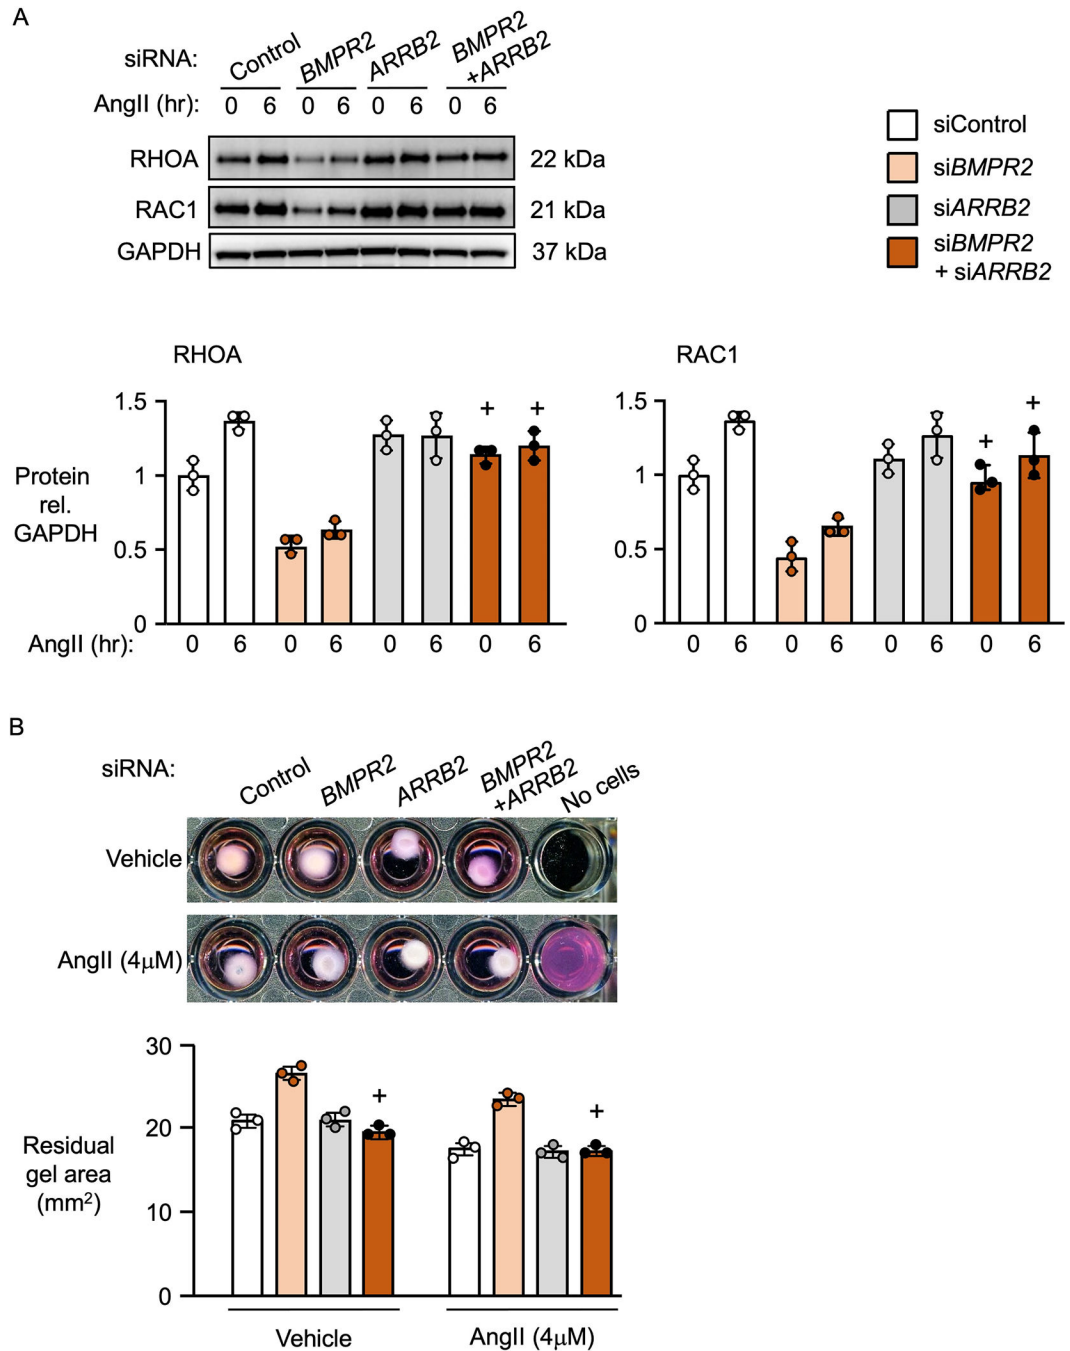 A
siRNA:
Control
BMPR2
ARRB2
BMPR2
+ARRB2
AngII (hr):
0 6 0 6 0 6 0 6
RHOA
22 kDa
RAC1
21 kDa
GAPDH
37 kDa
siControl
siBMPR2
siARRB2
siBMPR2
+ siARRB2
RHOA
Protein
rel.
GAPDH
1.5
1
0.5
0
+ +
AngII (hr):
0 6 0 6 0 6 0 6
RAC1
1.5
1
0.5
0
+ +
0 6 0 6 0 6 0 6
B
siRNA:
Control
BMPR2
ARRB2
BMPR2
+ARRB2
No cells
Vehicle
AngII (4μM)
Residual
gel area
(mm²)
30
20
10
0
+ +
Vehicle
AngII (4μM)